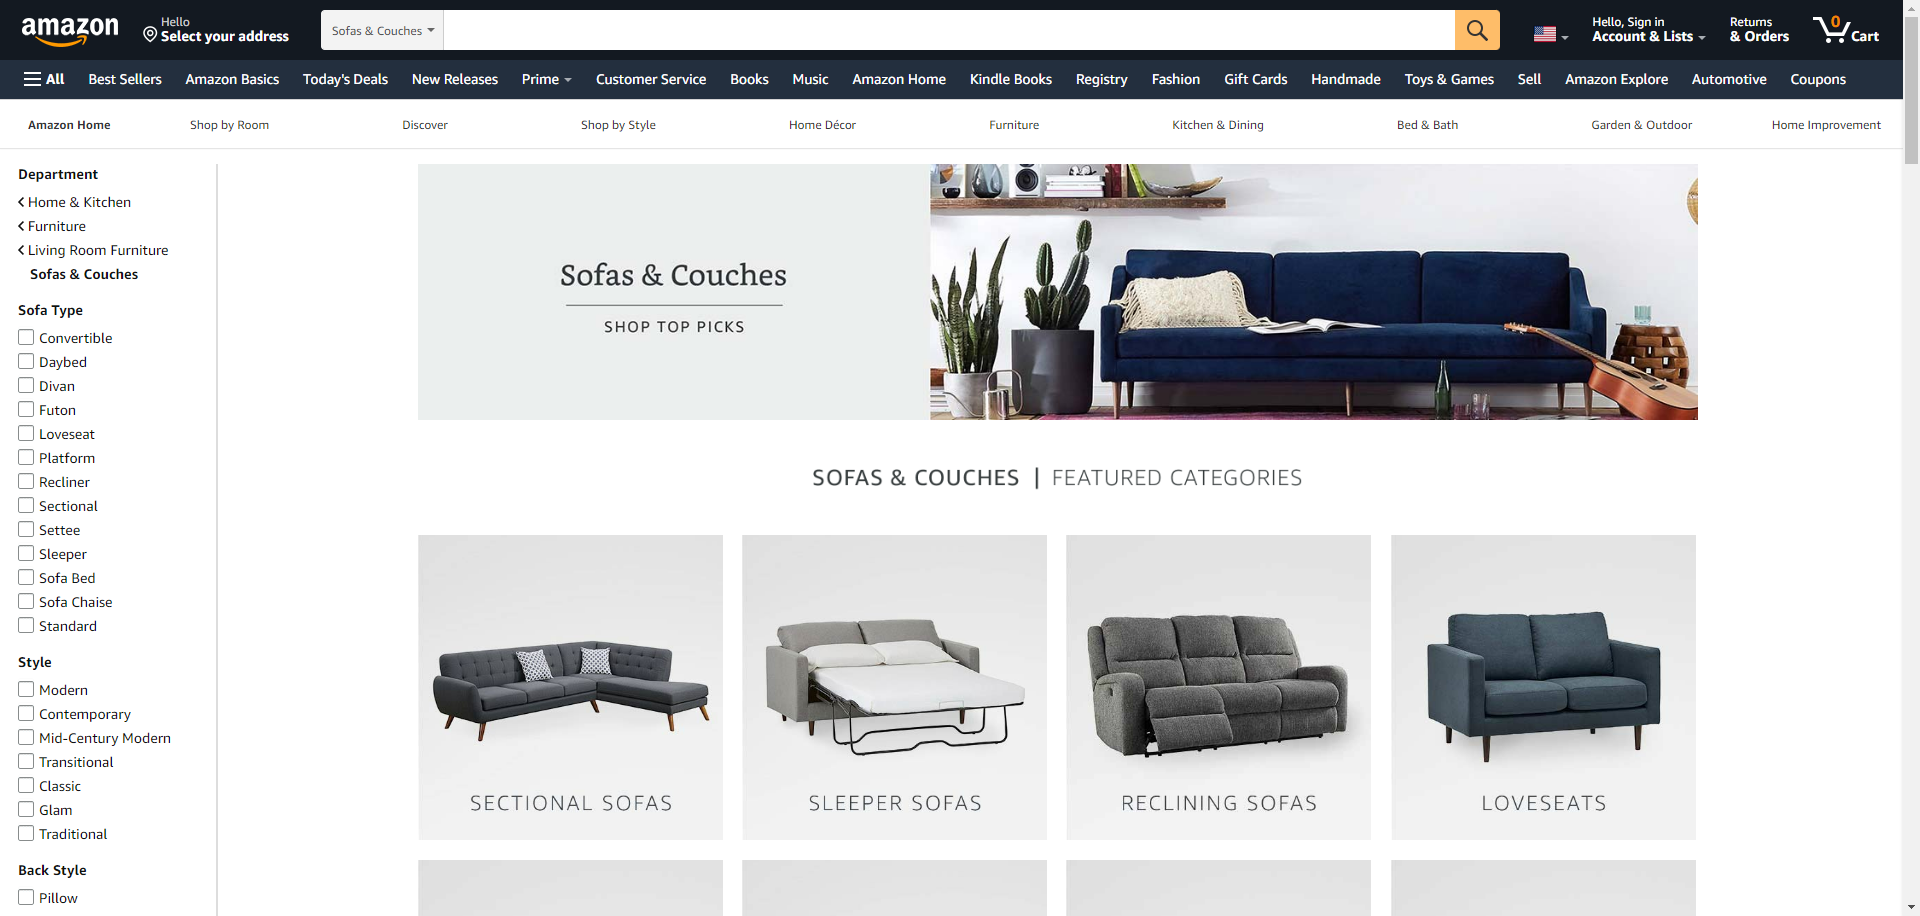 amazon
Hello
Select your address
Sofas & Couches
Hello, Sign in
Account & Lists
Returns
& Orders
0
Cart
All
Best Sellers
Amazon Basics
Today's Deals
New Releases
Prime
Customer Service
Books
Music
Amazon Home
Kindle Books
Registry
Fashion
Gift Cards
Handmade
Toys & Games
Sell
Amazon Explore
Automotive
Coupons
Amazon Home
Shop by Room
Discover
Shop by Style
Home Décor
Furniture
Kitchen & Dining
Bed & Bath
Garden & Outdoor
Home Improvement
Department
Home & Kitchen
Furniture
Living Room Furniture
Sofas & Couches
Sofa Type
Convertible
Daybed
Divan
Futon
Loveseat
Platform
Recliner
Sectional
Settee
Sleeper
Sofa Bed
Sofa Chaise
Standard
Style
Modern
Contemporary
Mid-Century Modern
Transitional
Classic
Glam
Traditional
Back Style
Pillow
Sofas & Couches
SHOP TOP PICKS
SOFAS & COUCHES | FEATURED CATEGORIES
SECTIONAL SOFAS
SLEEPER SOFAS
RECLINING SOFAS
LOVESEATS